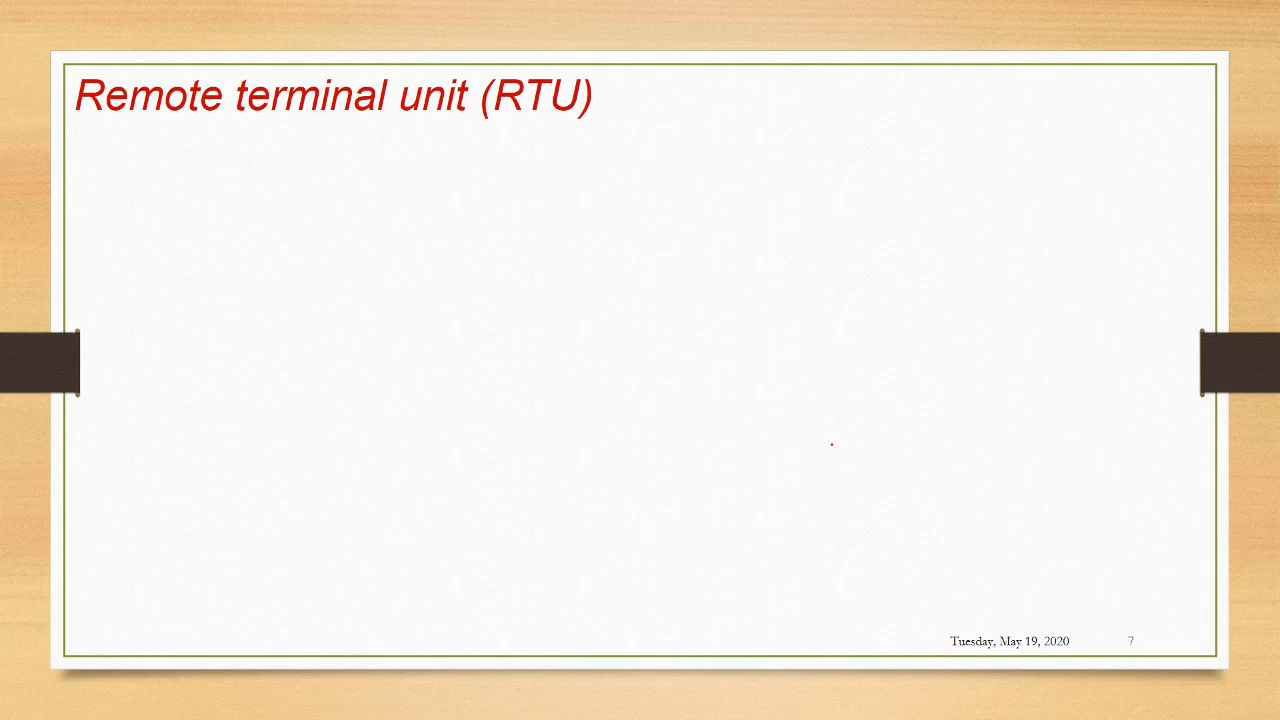 Remote terminal unit (RTU)
Tuesday, May 19, 2020 7